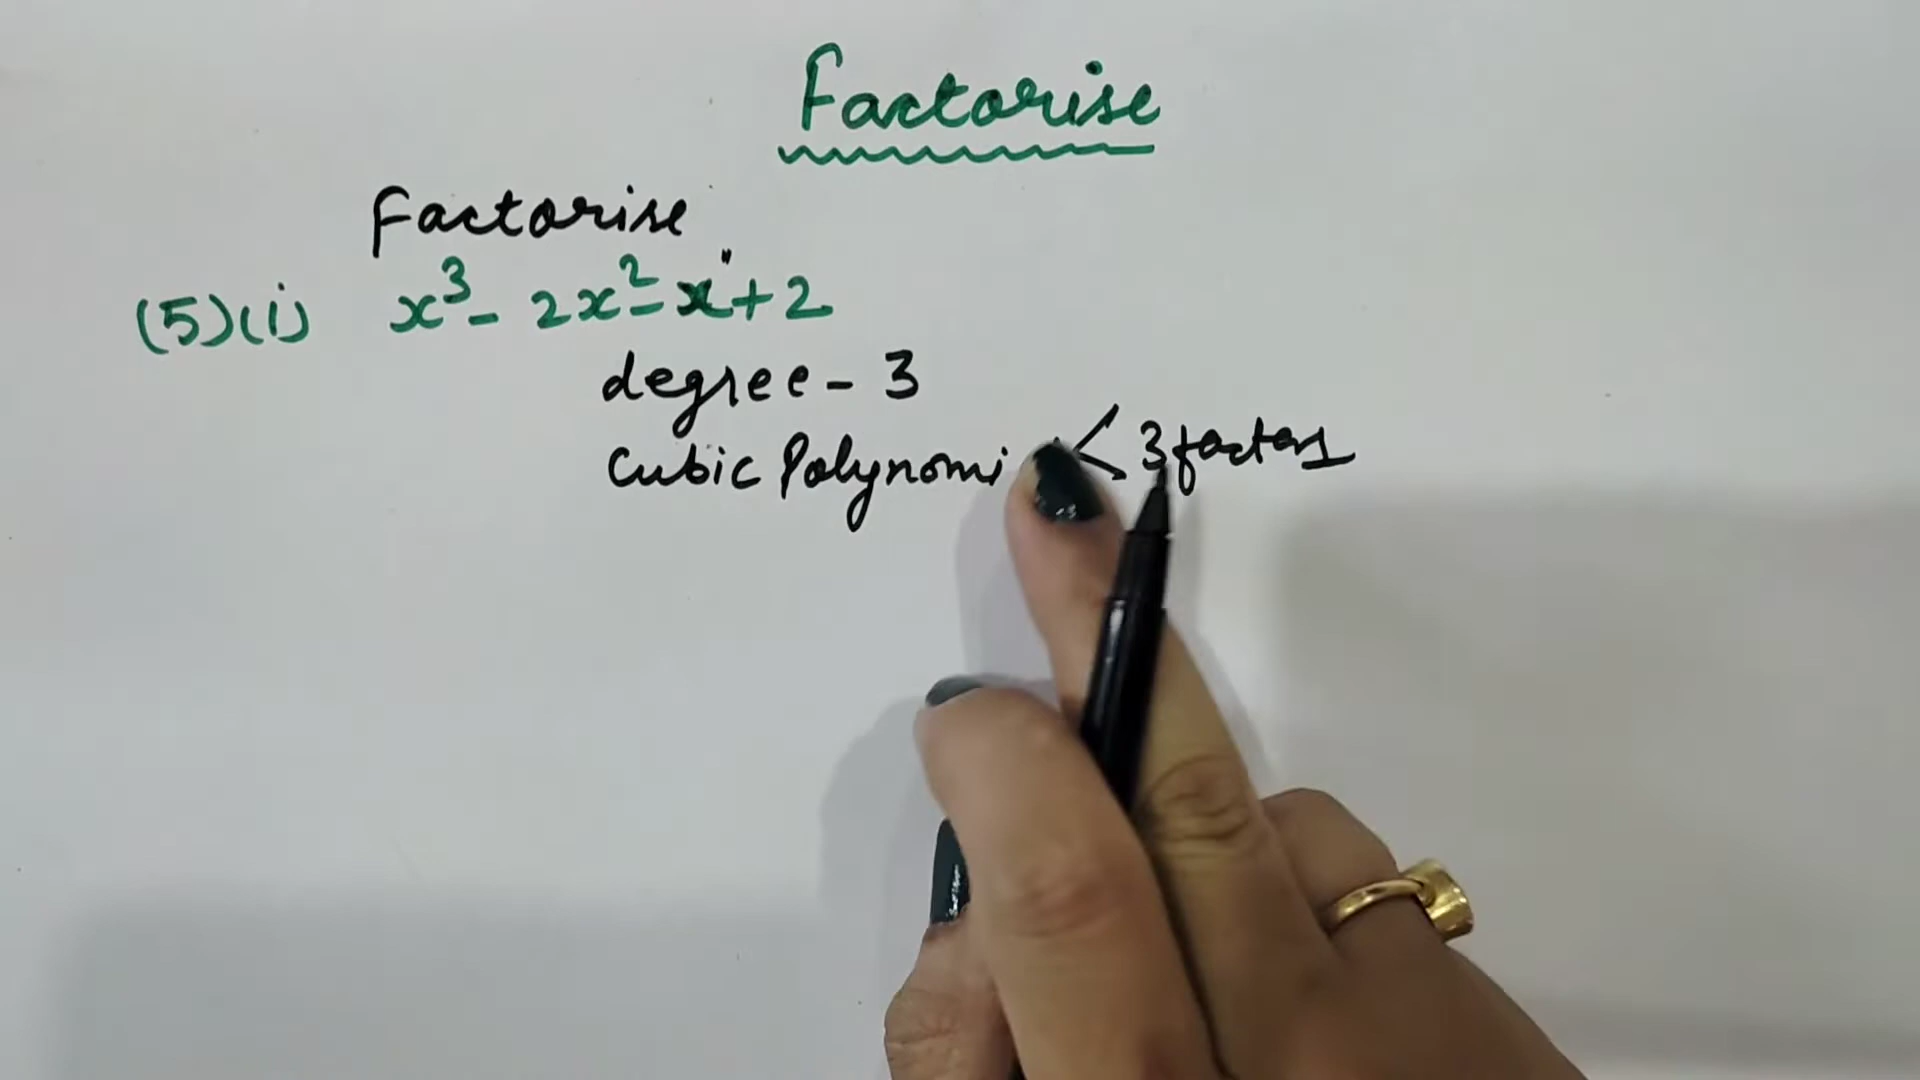 Factorise
Factorise
(5)(i) x³ - 2x² - x + 2
degree - 3
Cubic Polynomi < 3 factors